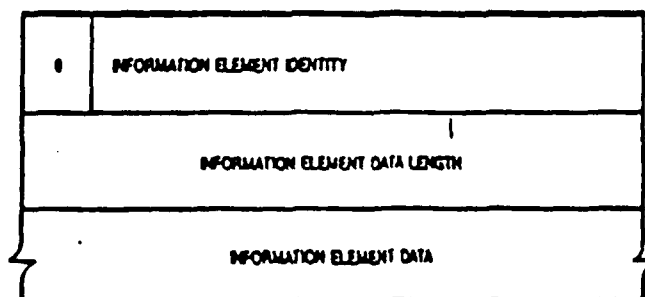 0 INFORMATION ELEMENT IDENTITY
INFORMATION ELEMENT DATA LENGTH
INFORMATION ELEMENT DATA